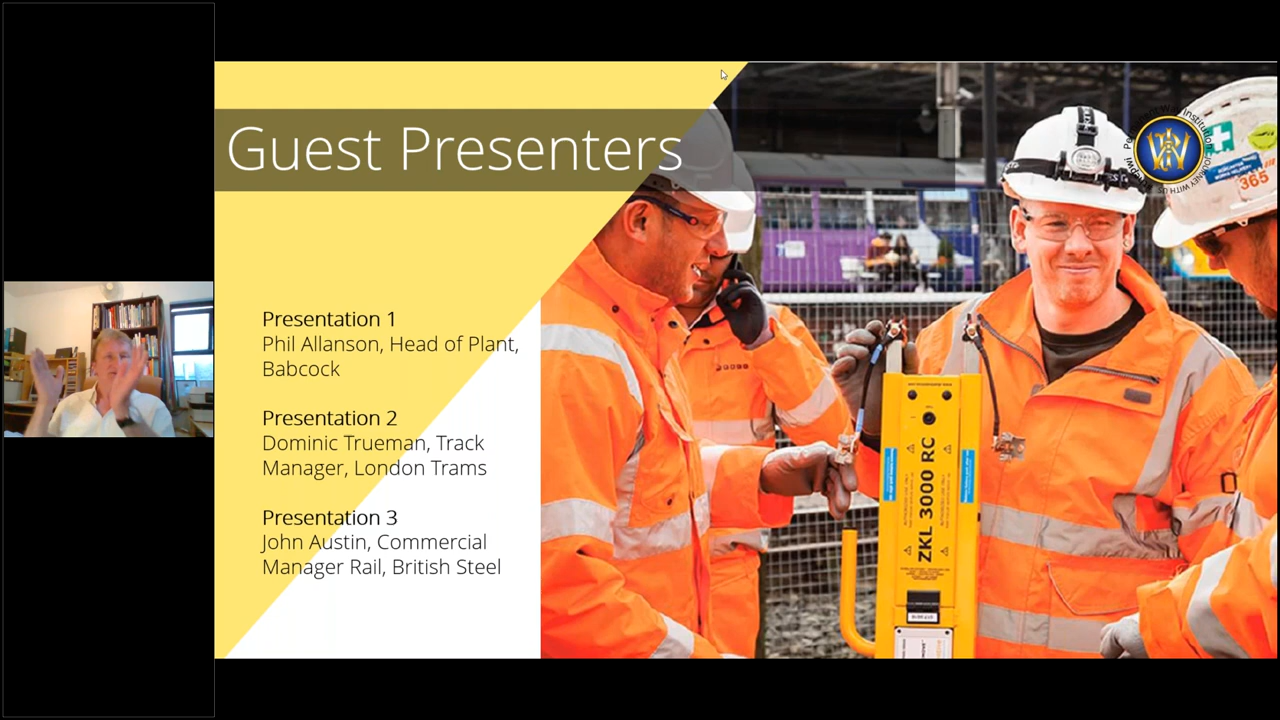 Guest Presenters
Presentation 1
Phil Allanson, Head of Plant,
Babcock
Presentation 2
Dominic Trueman, Track
Manager, London Trams
Presentation 3
John Austin, Commercial
Manager Rail, British Steel
ZKL 3000 RC
365